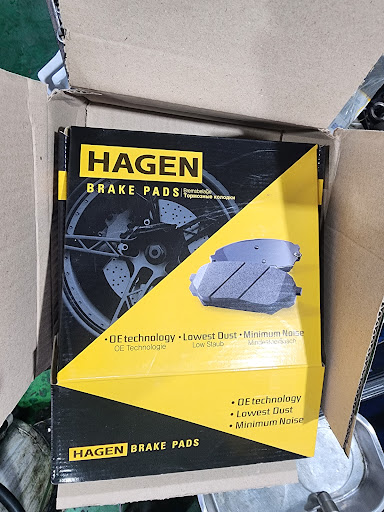 HAGEN
BRAKE PADS Bremsbeläge
Тормозные колодки
• OE technology • Lowest Dust • Minimum Noise
OE Technologie Low Staub
• OE technology
• Lowest Dust
• Minimum Noise
HAGEN BRAKE PADS